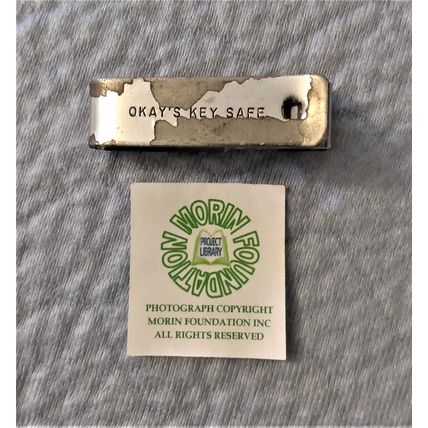 OKAY'S KEY SAFE
MORIN FOUNDATION
PROJECT
LIBRARY
PHOTOGRAPH COPYRIGHT
MORIN FOUNDATION INC
ALL RIGHTS RESERVED